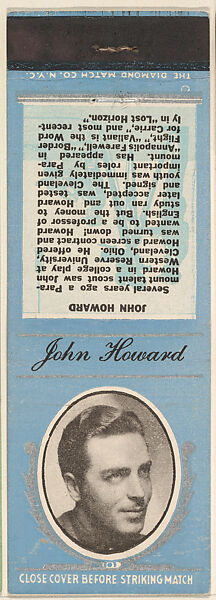 THE DIAMOND MATCH CO. N.Y.C.
JOHN HOWARD
Several years ago a Para-
mount talent scout saw John
Howard in a college play at
Western Reserve University,
Cleveland, Ohio. He offered
Howard a screen contract and
was turned down! Howard
wanted to be a professor of
English. But the money to
study ran out and Howard
later accepted, was tested
and signed. The Cleveland
youth was immediately given
important roles by Para-
mount. Has appeared in
"Annapolis Farewell," "Border
Flight," "Valiant is the Word
for Carrie," and most recent-
ly in "Lost Horizon".
John Howard
CLOSE COVER BEFORE STRIKING MATCH